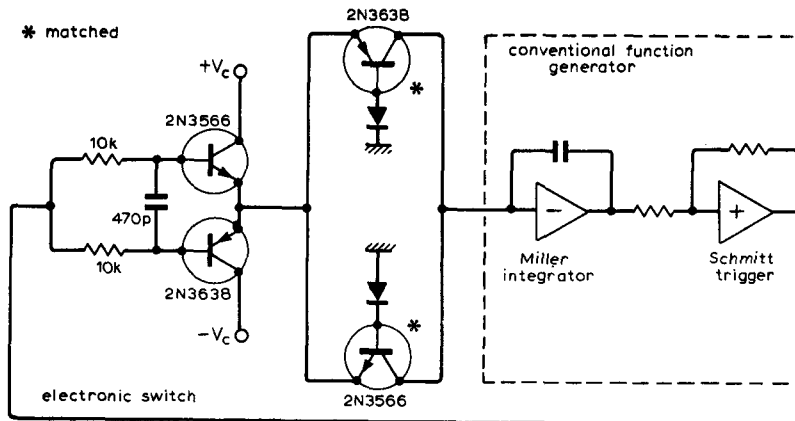 * matched
2N3638
*
conventional function
generator
+Vc
2N3566
10k
470p
10k
2N3638
-Vc
*
2N3566
−
Miller
integrator
+
Schmitt
trigger
electronic switch